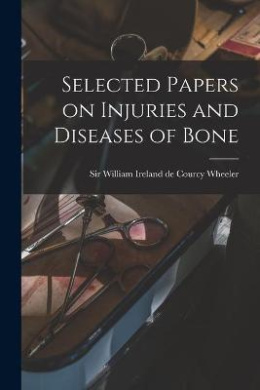 Selected Papers
on Injuries and
Diseases of Bone
Sir William Ireland de Courcy Wheeler